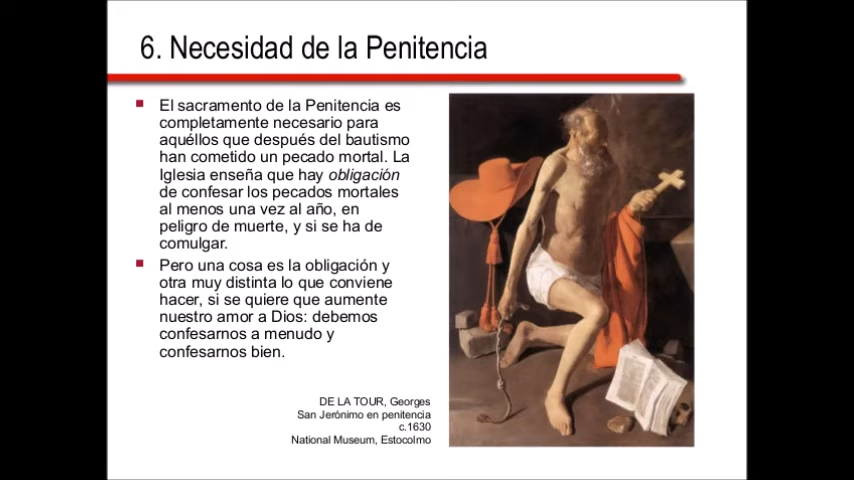 6. Necesidad de la Penitencia
El sacramento de la Penitencia es
completamente necesario para
aquéllos que después del bautismo
han cometido un pecado mortal. La
Iglesia enseña que hay obligación
de confesar los pecados mortales
al menos una vez al año, en
peligro de muerte, y si se ha de
comulgar.
Pero una cosa es la obligación y
otra muy distinta lo que conviene
hacer, si se quiere que aumente
nuestro amor a Dios: debemos
confesarnos a menudo y
confesarnos bien.
DE LA TOUR, Georges
San Jerónimo en penitencia
c.1630
National Museum, Estocolmo